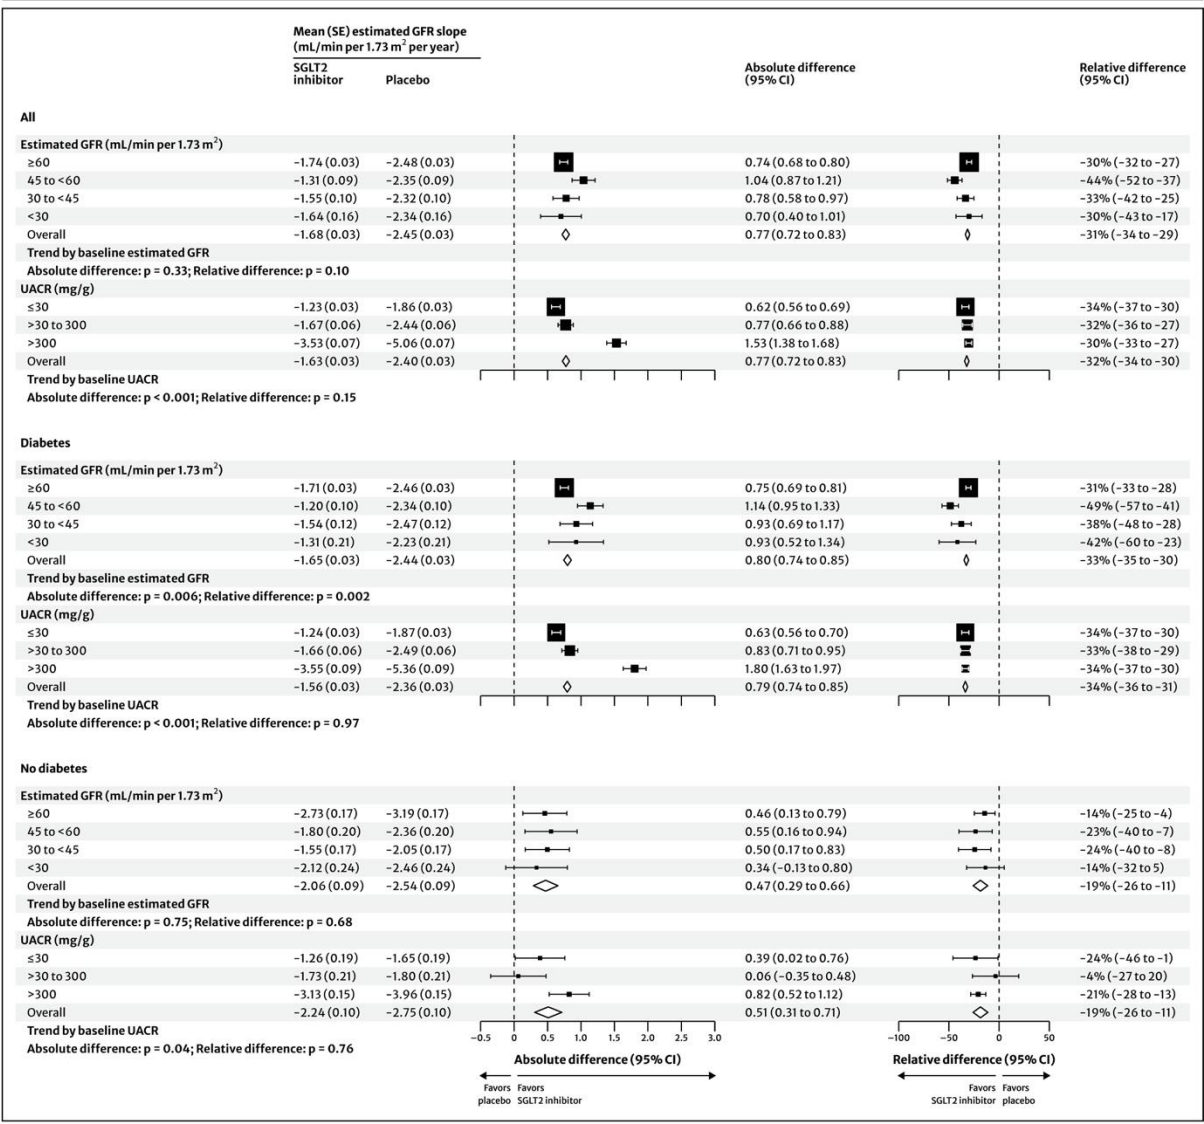 Mean (SE) estimated GFR slope
(mL/min per 1.73 m² per year)
SGLT2 inhibitor Placebo Absolute difference (95% CI) Relative difference (95% CI)
All
Estimated GFR (mL/min per 1.73 m²)
≥60 −1.74 (0.03) −2.48 (0.03) 0.74 (0.68 to 0.80) −30% (−32 to −27)
45 to <60 −1.31 (0.09) −2.35 (0.09) 1.04 (0.87 to 1.21) −44% (−52 to −37)
30 to <45 −1.55 (0.10) −2.32 (0.10) 0.78 (0.58 to 0.97) −33% (−42 to −25)
<30 −1.64 (0.16) −2.34 (0.16) 0.70 (0.40 to 1.01) −30% (−43 to −17)
Overall −1.68 (0.03) −2.45 (0.03) 0.77 (0.72 to 0.83) −31% (−34 to −29)
Trend by baseline estimated GFR
Absolute difference: p = 0.33; Relative difference: p = 0.10
UACR (mg/g)
≤30 −1.23 (0.03) −1.86 (0.03) 0.62 (0.56 to 0.69) −34% (−37 to −30)
>30 to 300 −1.67 (0.06) −2.44 (0.06) 0.77 (0.66 to 0.88) −32% (−36 to −27)
>300 −3.53 (0.07) −5.06 (0.07) 1.53 (1.38 to 1.68) −30% (−33 to −27)
Overall −1.63 (0.03) −2.40 (0.03) 0.77 (0.72 to 0.83) −32% (−34 to −30)
Trend by baseline UACR
Absolute difference: p < 0.001; Relative difference: p = 0.15
Diabetes
Estimated GFR (mL/min per 1.73 m²)
≥60 −1.71 (0.03) −2.46 (0.03) 0.75 (0.69 to 0.81) −31% (−33 to −28)
45 to <60 −1.20 (0.10) −2.34 (0.10) 1.14 (0.95 to 1.33) −49% (−57 to −41)
30 to <45 −1.54 (0.12) −2.47 (0.12) 0.93 (0.69 to 1.17) −38% (−48 to −28)
<30 −1.31 (0.21) −2.23 (0.21) 0.93 (0.52 to 1.34) −42% (−60 to −23)
Overall −1.65 (0.03) −2.44 (0.03) 0.80 (0.74 to 0.85) −33% (−35 to −30)
Trend by baseline estimated GFR
Absolute difference: p = 0.006; Relative difference: p = 0.002
UACR (mg/g)
≤30 −1.24 (0.03) −1.87 (0.03) 0.63 (0.56 to 0.70) −34% (−37 to −30)
>30 to 300 −1.66 (0.06) −2.49 (0.06) 0.83 (0.71 to 0.95) −33% (−38 to −29)
>300 −3.55 (0.09) −5.36 (0.09) 1.80 (1.63 to 1.97) −34% (−37 to −30)
Overall −1.56 (0.03) −2.36 (0.03) 0.79 (0.74 to 0.85) −34% (−36 to −31)
Trend by baseline UACR
Absolute difference: p < 0.001; Relative difference: p = 0.97
No diabetes
Estimated GFR (mL/min per 1.73 m²)
≥60 −2.73 (0.17) −3.19 (0.17) 0.46 (0.13 to 0.79) −14% (−25 to −4)
45 to <60 −1.80 (0.20) −2.36 (0.20) 0.55 (0.16 to 0.94) −23% (−40 to −7)
30 to <45 −1.55 (0.17) −2.05 (0.17) 0.50 (0.17 to 0.83) −24% (−40 to −8)
<30 −2.12 (0.24) −2.46 (0.24) 0.34 (−0.13 to 0.80) −14% (−32 to 5)
Overall −2.06 (0.09) −2.54 (0.09) 0.47 (0.29 to 0.66) −19% (−26 to −11)
Trend by baseline estimated GFR
Absolute difference: p = 0.75; Relative difference: p = 0.68
UACR (mg/g)
≤30 −1.26 (0.19) −1.65 (0.19) 0.39 (0.02 to 0.76) −24% (−46 to −1)
>30 to 300 −1.73 (0.21) −1.80 (0.21) 0.06 (−0.35 to 0.48) −4% (−27 to 20)
>300 −3.13 (0.15) −3.96 (0.15) 0.82 (0.52 to 1.12) −21% (−28 to −13)
Overall −2.24 (0.10) −2.75 (0.10) 0.51 (0.31 to 0.71) −19% (−26 to −11)
Trend by baseline UACR
Absolute difference: p = 0.04; Relative difference: p = 0.76
−0.5 0 0.5 1.0 1.5 2.0 2.5 3.0 −100 −50 0 50
Absolute difference (95% CI) Relative difference (95% CI)
Favors placebo Favors SGLT2 inhibitor Favors SGLT2 inhibitor Favors placebo